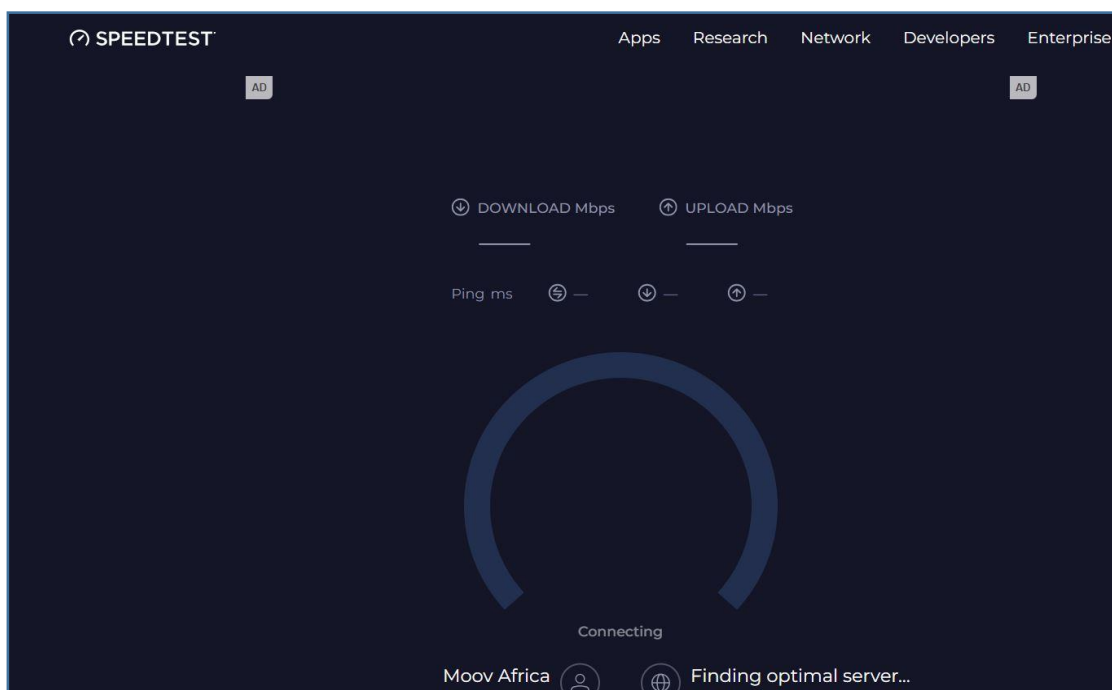 SPEEDTEST Apps Research Network Developers Enterprise
AD AD
DOWNLOAD Mbps UPLOAD Mbps
Ping ms — — —
Connecting
Moov Africa Finding optimal server...